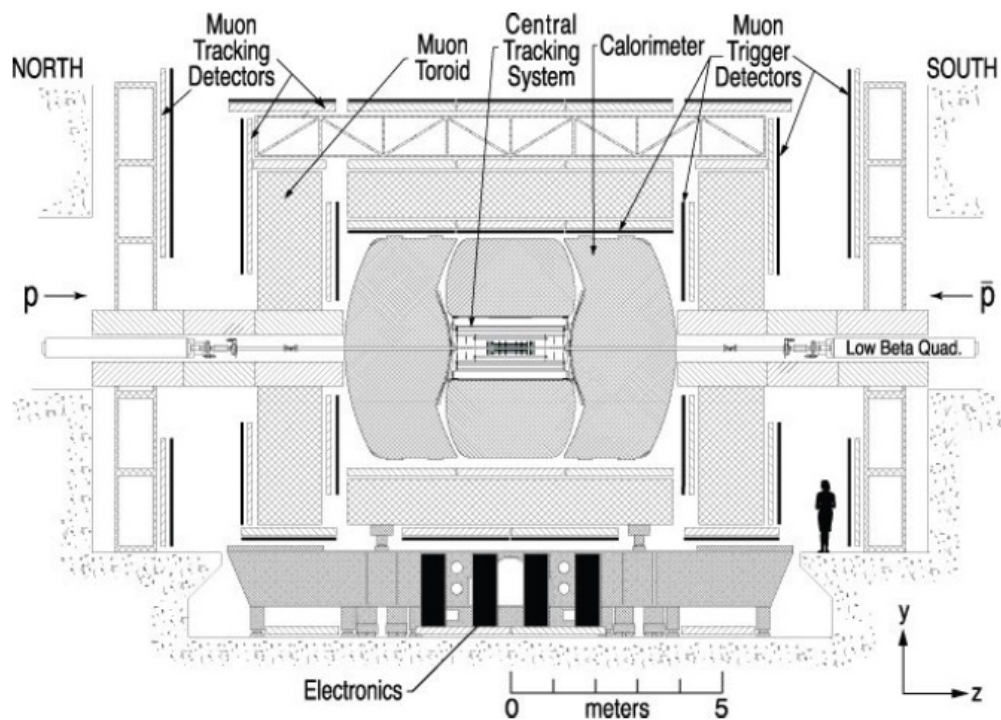 NORTH
Muon
Tracking
Detectors
Muon
Toroid
Central
Tracking
System
Calorimeter
Muon
Trigger
Detectors
SOUTH
p
p̄
Low Beta Quad.
Electronics
0 meters 5
y
z